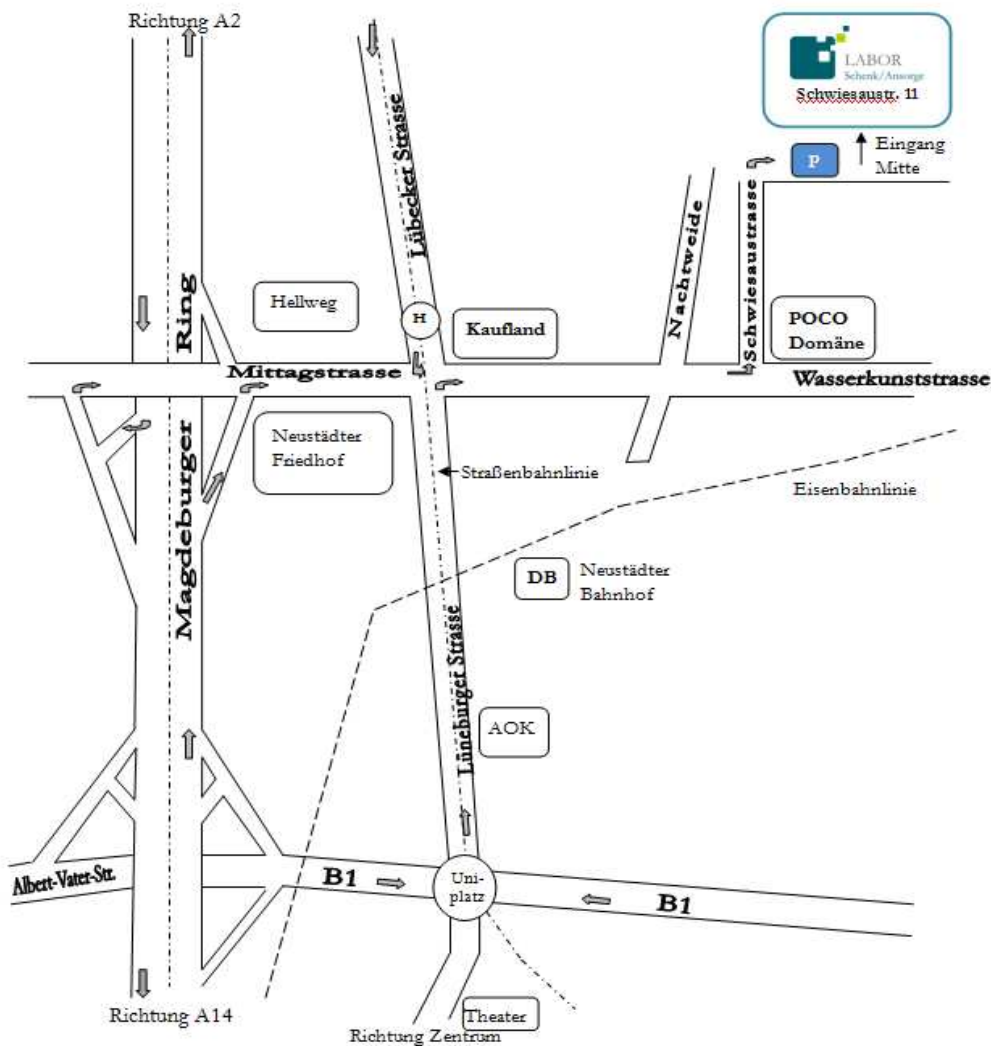 Richtung A2
LABOR
Schenk/Ansorge
Schwiesaustr. 11
P
Eingang
Mitte
Lübecker Strasse
Nachtweide
Schwiesaustrasse
Ring
Hellweg
H
Kaufland
POCO
Domäne
Mittagstrasse
Wasserkunststrasse
Magdeburger
Neustädter
Friedhof
Straßenbahnlinie
Eisenbahnlinie
DB
Neustädter
Bahnhof
Lüneburger Strasse
AOK
Albert-Vater-Str.
B1
Uni-
platz
B1
Richtung A14
Theater
Richtung Zentrum